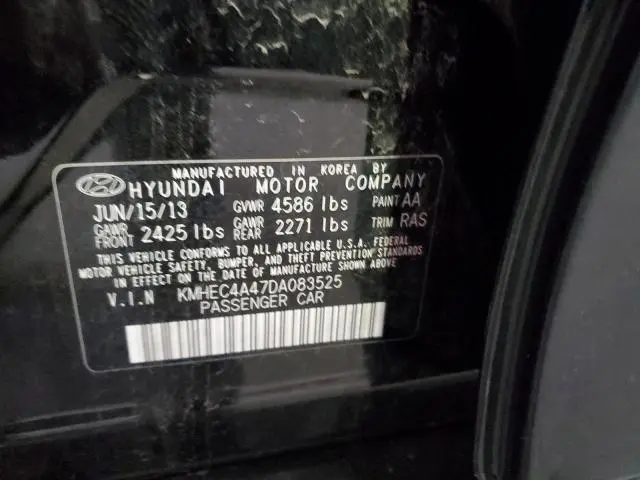 MANUFACTURED IN KOREA BY
HYUNDAI MOTOR COMPANY
JUN/15/13 GVWR 4586 lbs PAINT AA
GAWR FRONT 2425 lbs GAWR REAR 2271 lbs TRIM RAS
THIS VEHICLE CONFORMS TO ALL APPLICABLE U.S.A. FEDERAL
MOTOR VEHICLE SAFETY, BUMPER, AND THEFT PREVENTION STANDARDS
IN EFFECT ON THE DATE OF MANUFACTURE SHOWN ABOVE.
V.I.N KMHEC4A47DA083525
PASSENGER CAR